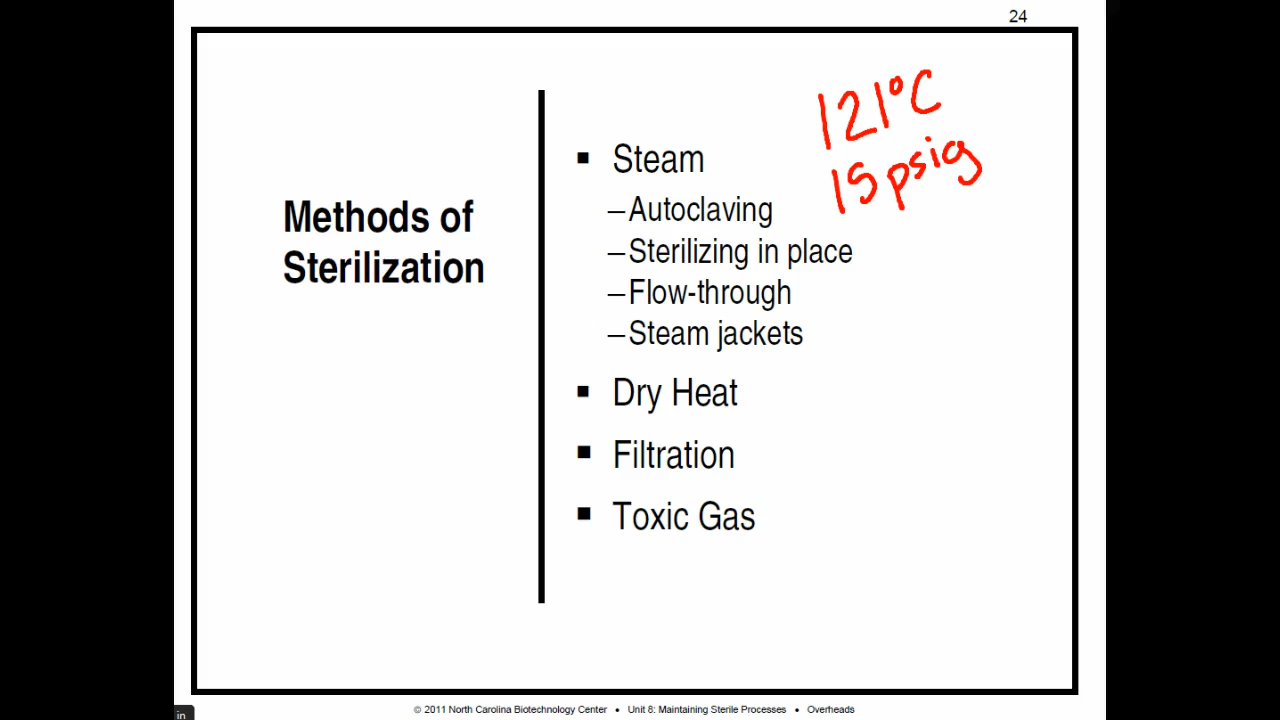 24
121°C
15 psig
Methods of
Sterilization
▪ Steam
–Autoclaving
–Sterilizing in place
–Flow-through
–Steam jackets
▪ Dry Heat
▪ Filtration
▪ Toxic Gas
© 2011 North Carolina Biotechnology Center • Unit 8: Maintaining Sterile Processes • Overheads
in